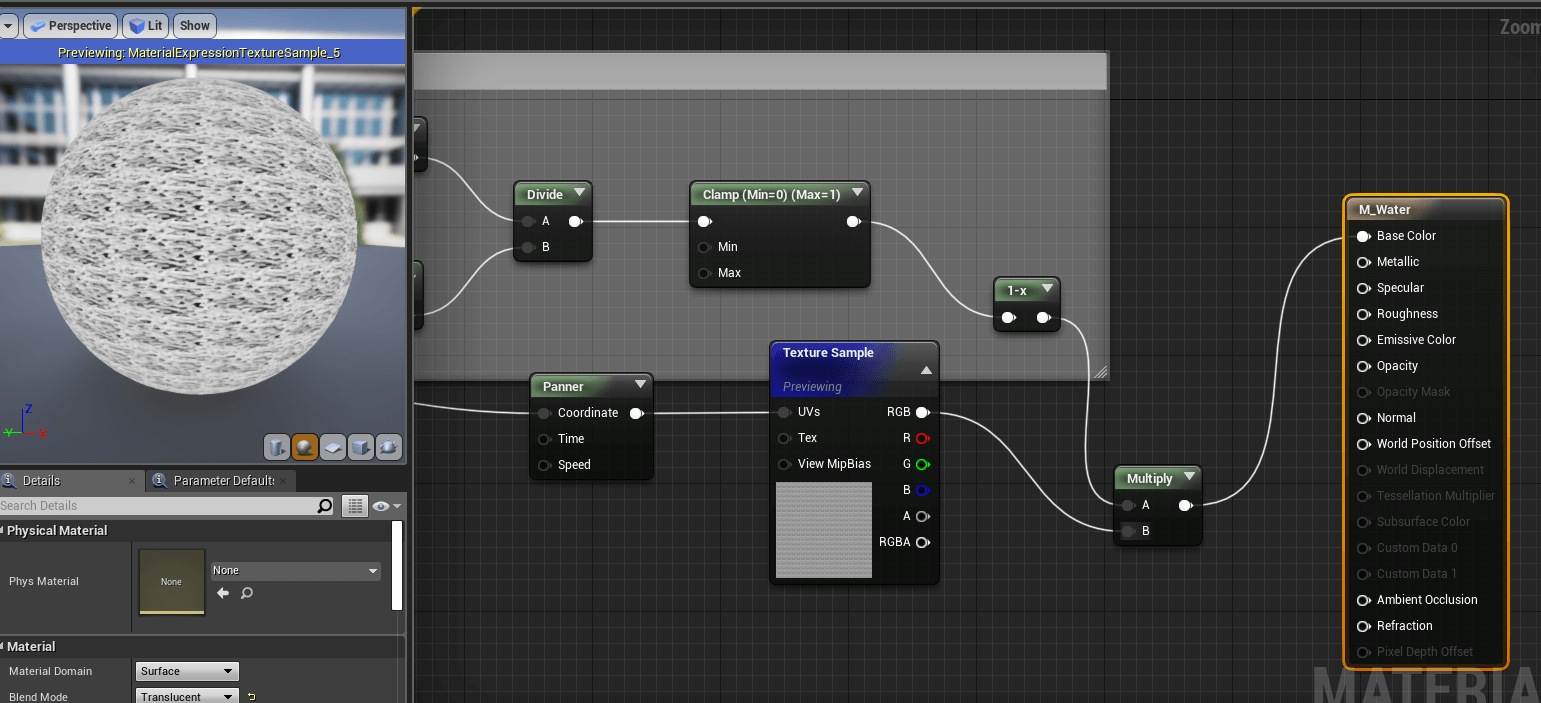 Perspective Lit Show
Previewing: MaterialExpressionTextureSample_5
Z
Y X
Details Parameter Defaults
Search Details
Physical Material
Phys Material None None
Material
Material Domain Surface
Blend Mode Translucent
Zoom
Divide
A
B
Clamp (Min=0) (Max=1)
Min
Max
1-x
Panner
Coordinate
Time
Speed
Texture Sample
Previewing
UVs RGB
Tex R
View MipBias G
B
A
RGBA
Multiply
A
B
M_Water
Base Color
Metallic
Specular
Roughness
Emissive Color
Opacity
Opacity Mask
Normal
World Position Offset
World Displacement
Tessellation Multiplier
Subsurface Color
Custom Data 0
Custom Data 1
Ambient Occlusion
Refraction
Pixel Depth Offset
MATERIA